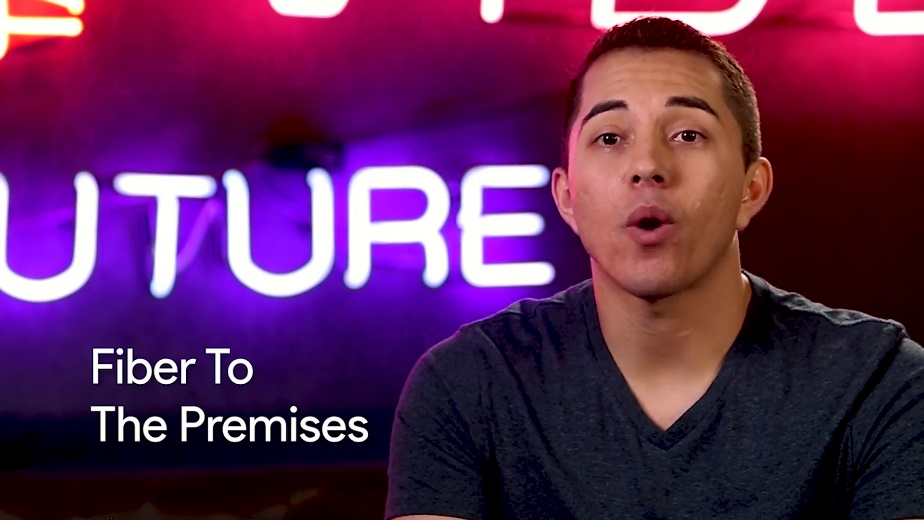 UTURE
Fiber To
The Premises